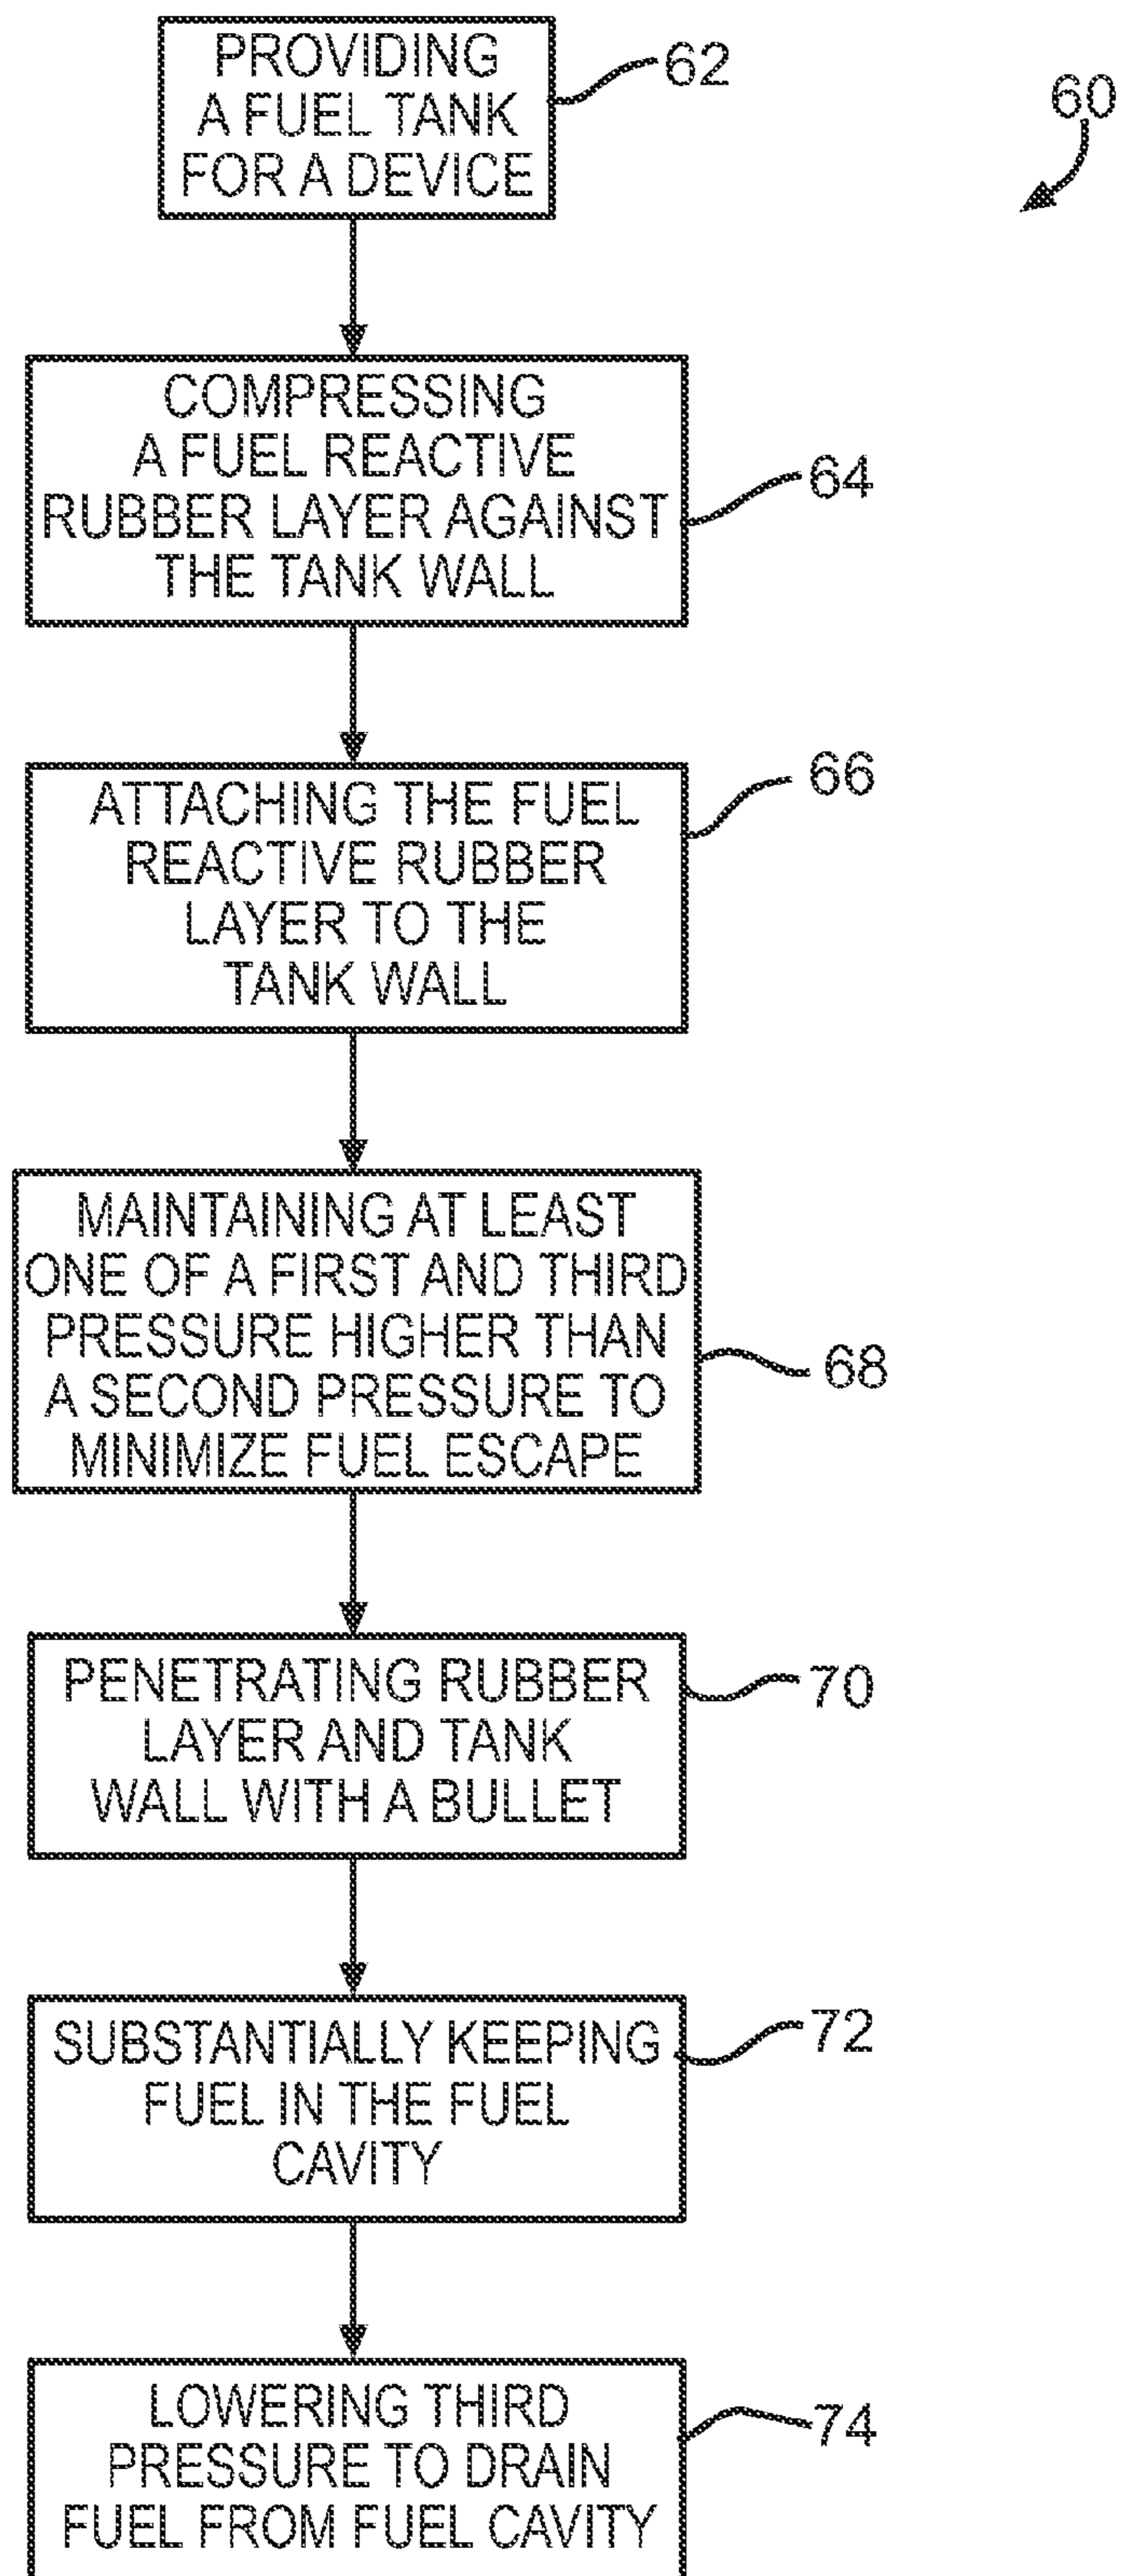 PROVIDING
A FUEL TANK
FOR A DEVICE
62
60
COMPRESSING
A FUEL REACTIVE
RUBBER LAYER AGAINST
THE TANK WALL
64
ATTACHING THE FUEL
REACTIVE RUBBER
LAYER TO THE
TANK WALL
66
MAINTAINING AT LEAST
ONE OF A FIRST AND THIRD
PRESSURE HIGHER THAN
A SECOND PRESSURE TO
MINIMIZE FUEL ESCAPE
68
PENETRATING RUBBER
LAYER AND TANK
WALL WITH A BULLET
70
SUBSTANTIALLY KEEPING
FUEL IN THE FUEL
CAVITY
72
LOWERING THIRD
PRESSURE TO DRAIN
FUEL FROM FUEL CAVITY
74